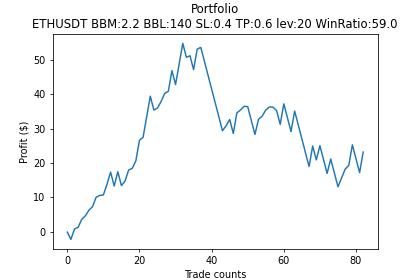 Portfolio
ETHUSDT BBM:2.2 BBL:140 SL:0.4 TP:0.6 lev:20 WinRatio:59.0
Profit ($)
50
40
30
20
10
0
0 20 40 60 80
Trade counts